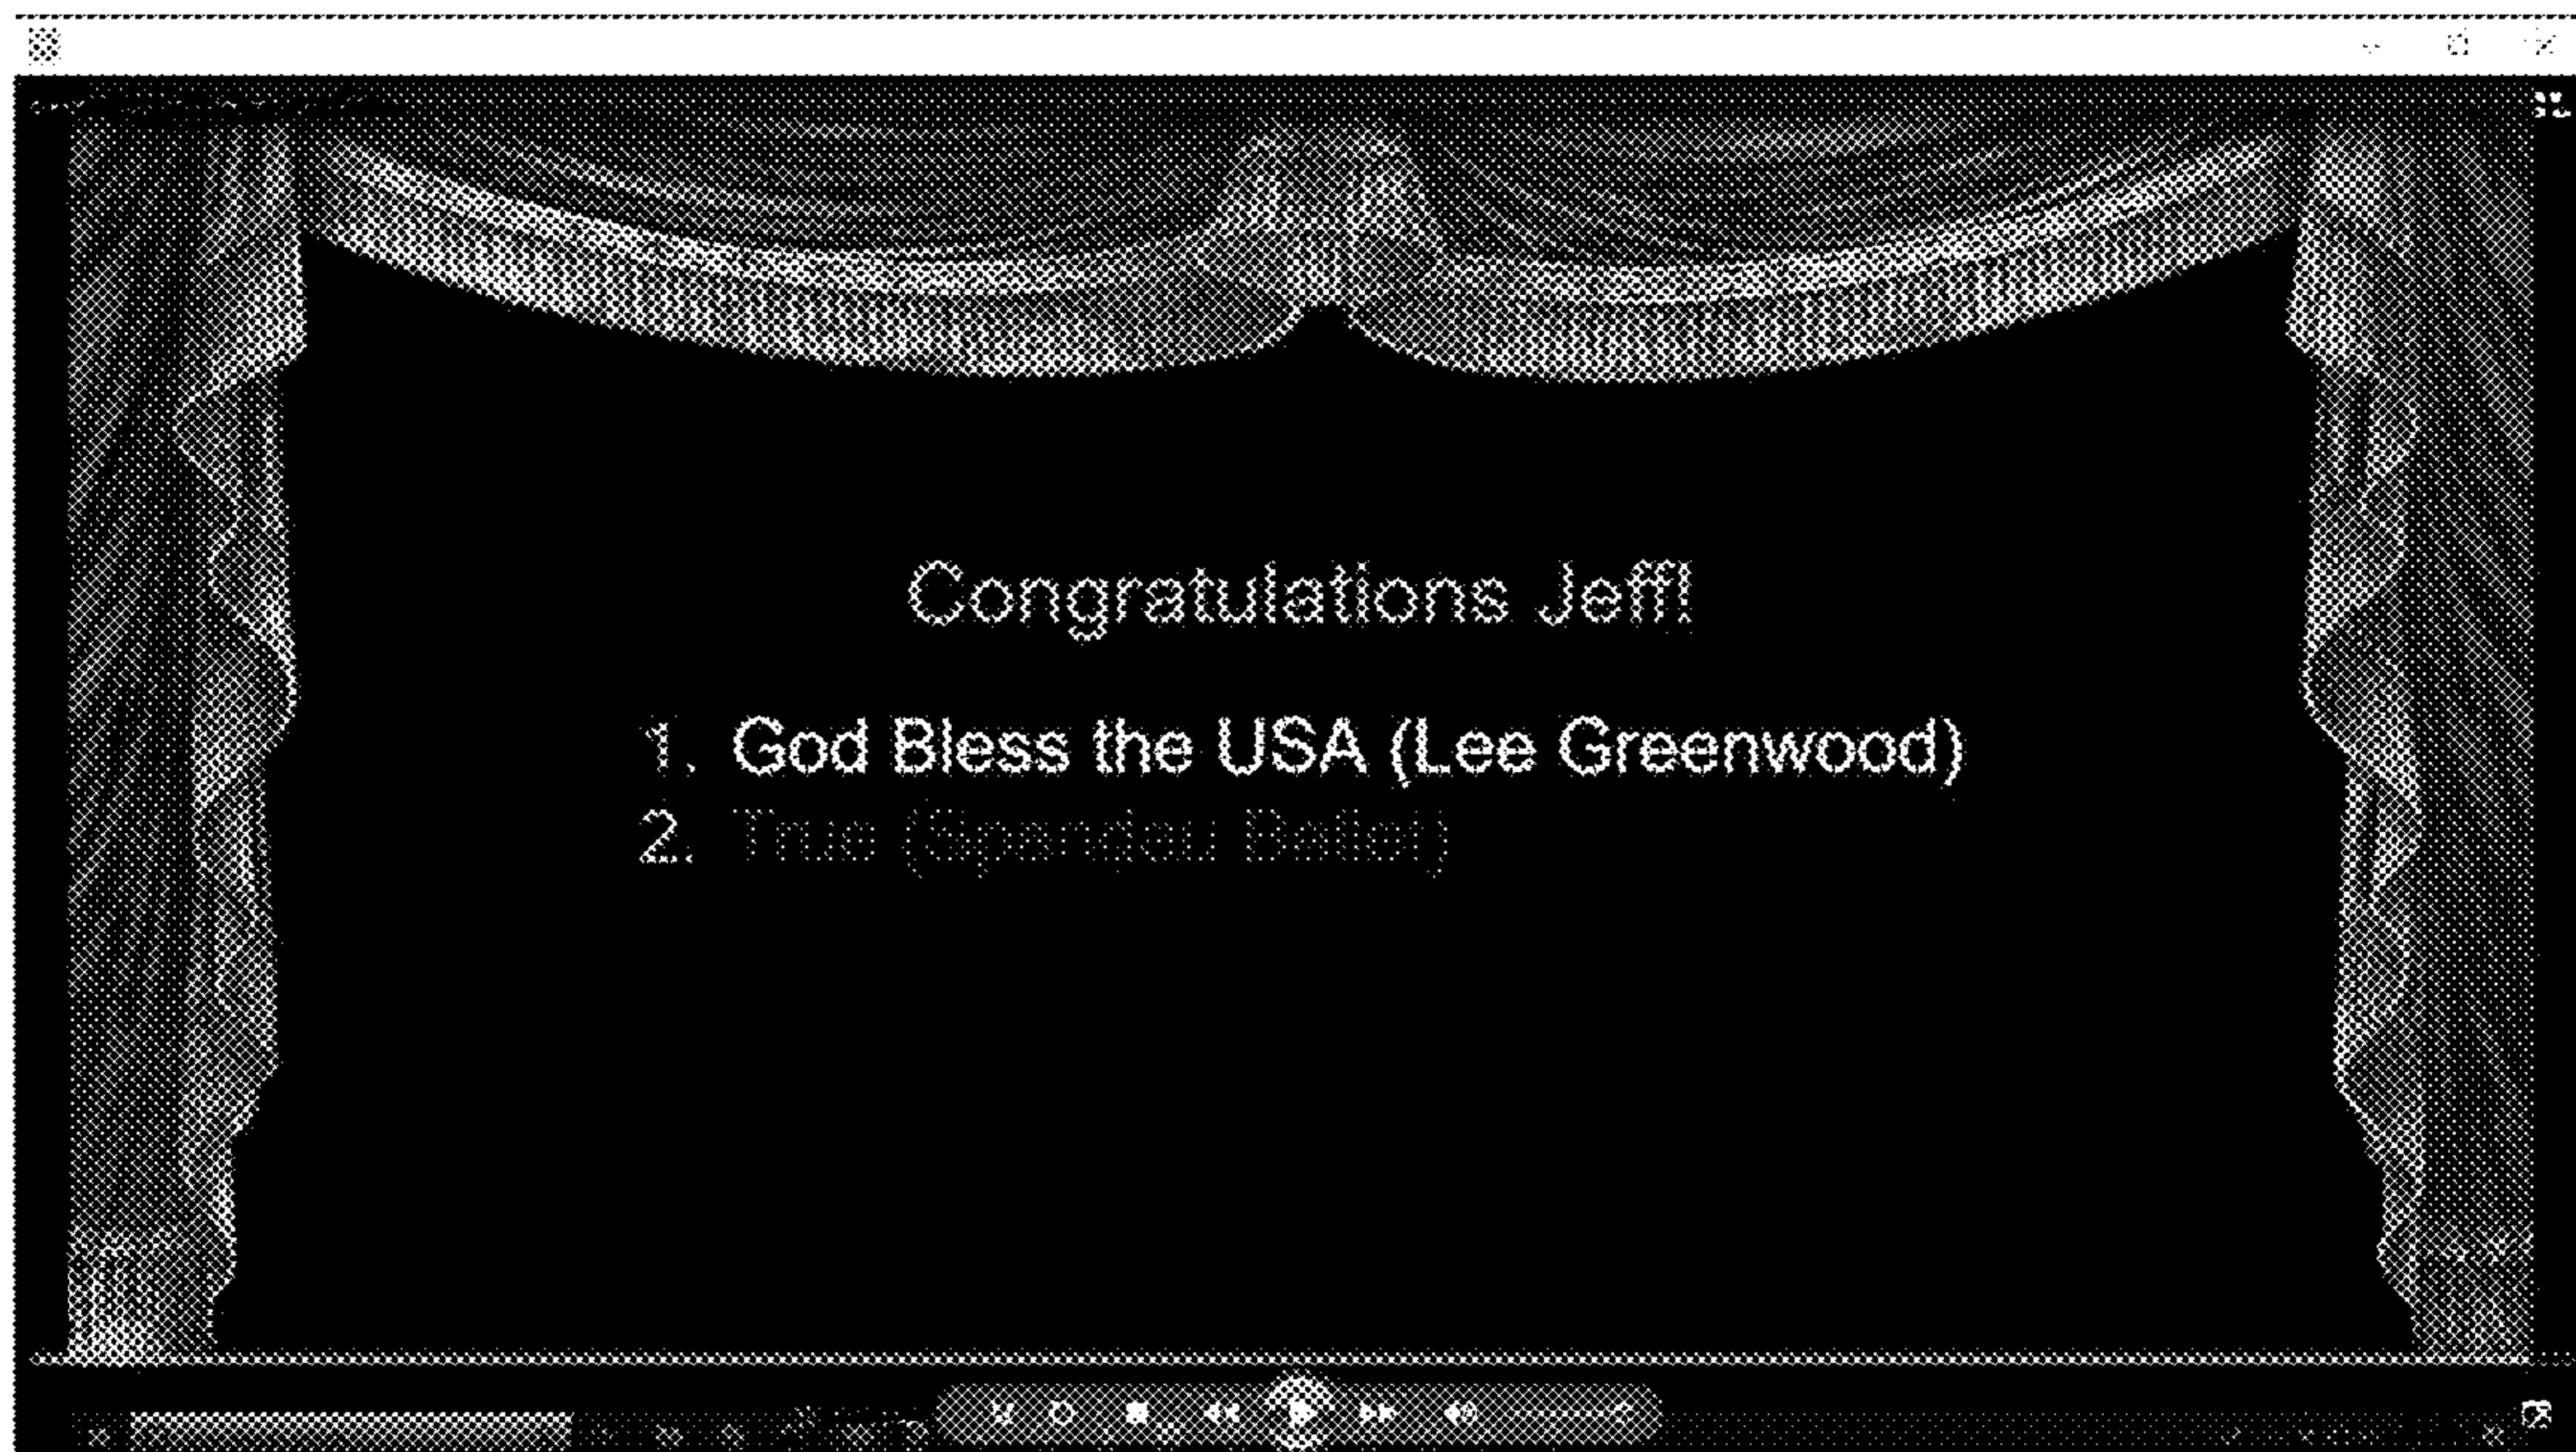 Congratulations Jeff!
1. God Bless the USA (Lee Greenwood)
2. True (Spandau Ballet)